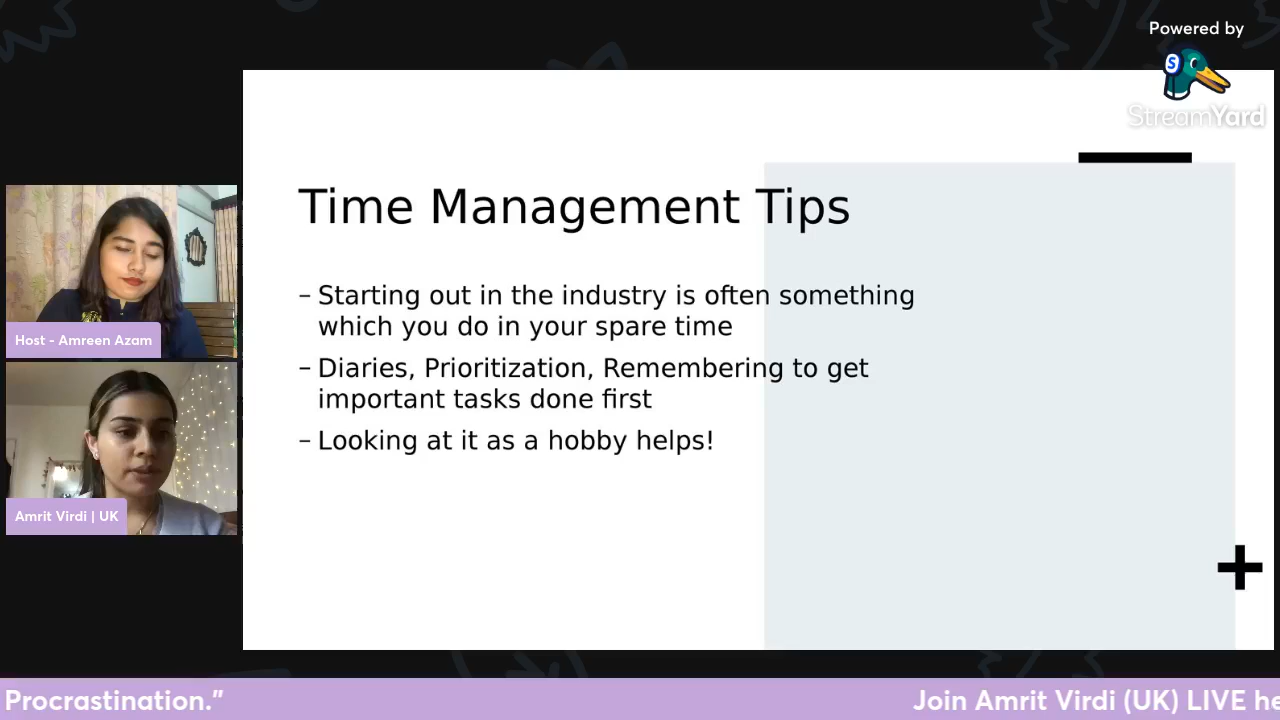 Powered by
StreamYard
Time Management Tips
– Starting out in the industry is often something
which you do in your spare time
– Diaries, Prioritization, Remembering to get
important tasks done first
– Looking at it as a hobby helps!
Host - Amreen Azam
Amrit Virdi | UK
Procrastination.” Join Amrit Virdi (UK) LIVE he